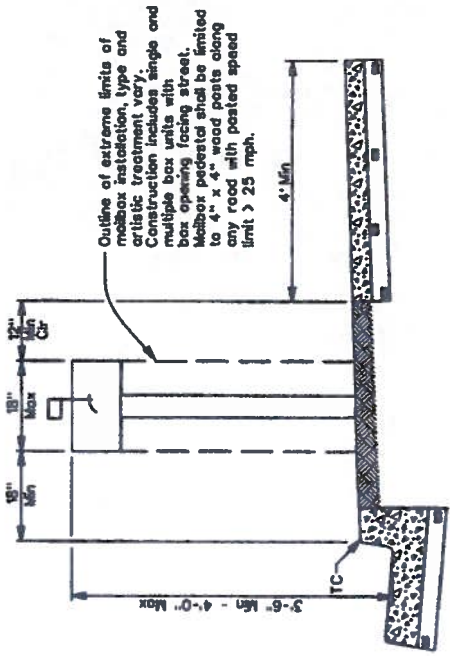 Outline of extreme limits of
mailbox installation, type and
artistic treatment vary.
Construction includes single and
multiple box units with
box opening facing street.
Mailbox pedestal shall be limited
to 4" x 4" wood posts along
any road with posted speed
limit > 25 mph.
18"
Min
18"
Max
12"
Min
Clr
4' Min
3'-6" Min - 4'-0" Max
TC